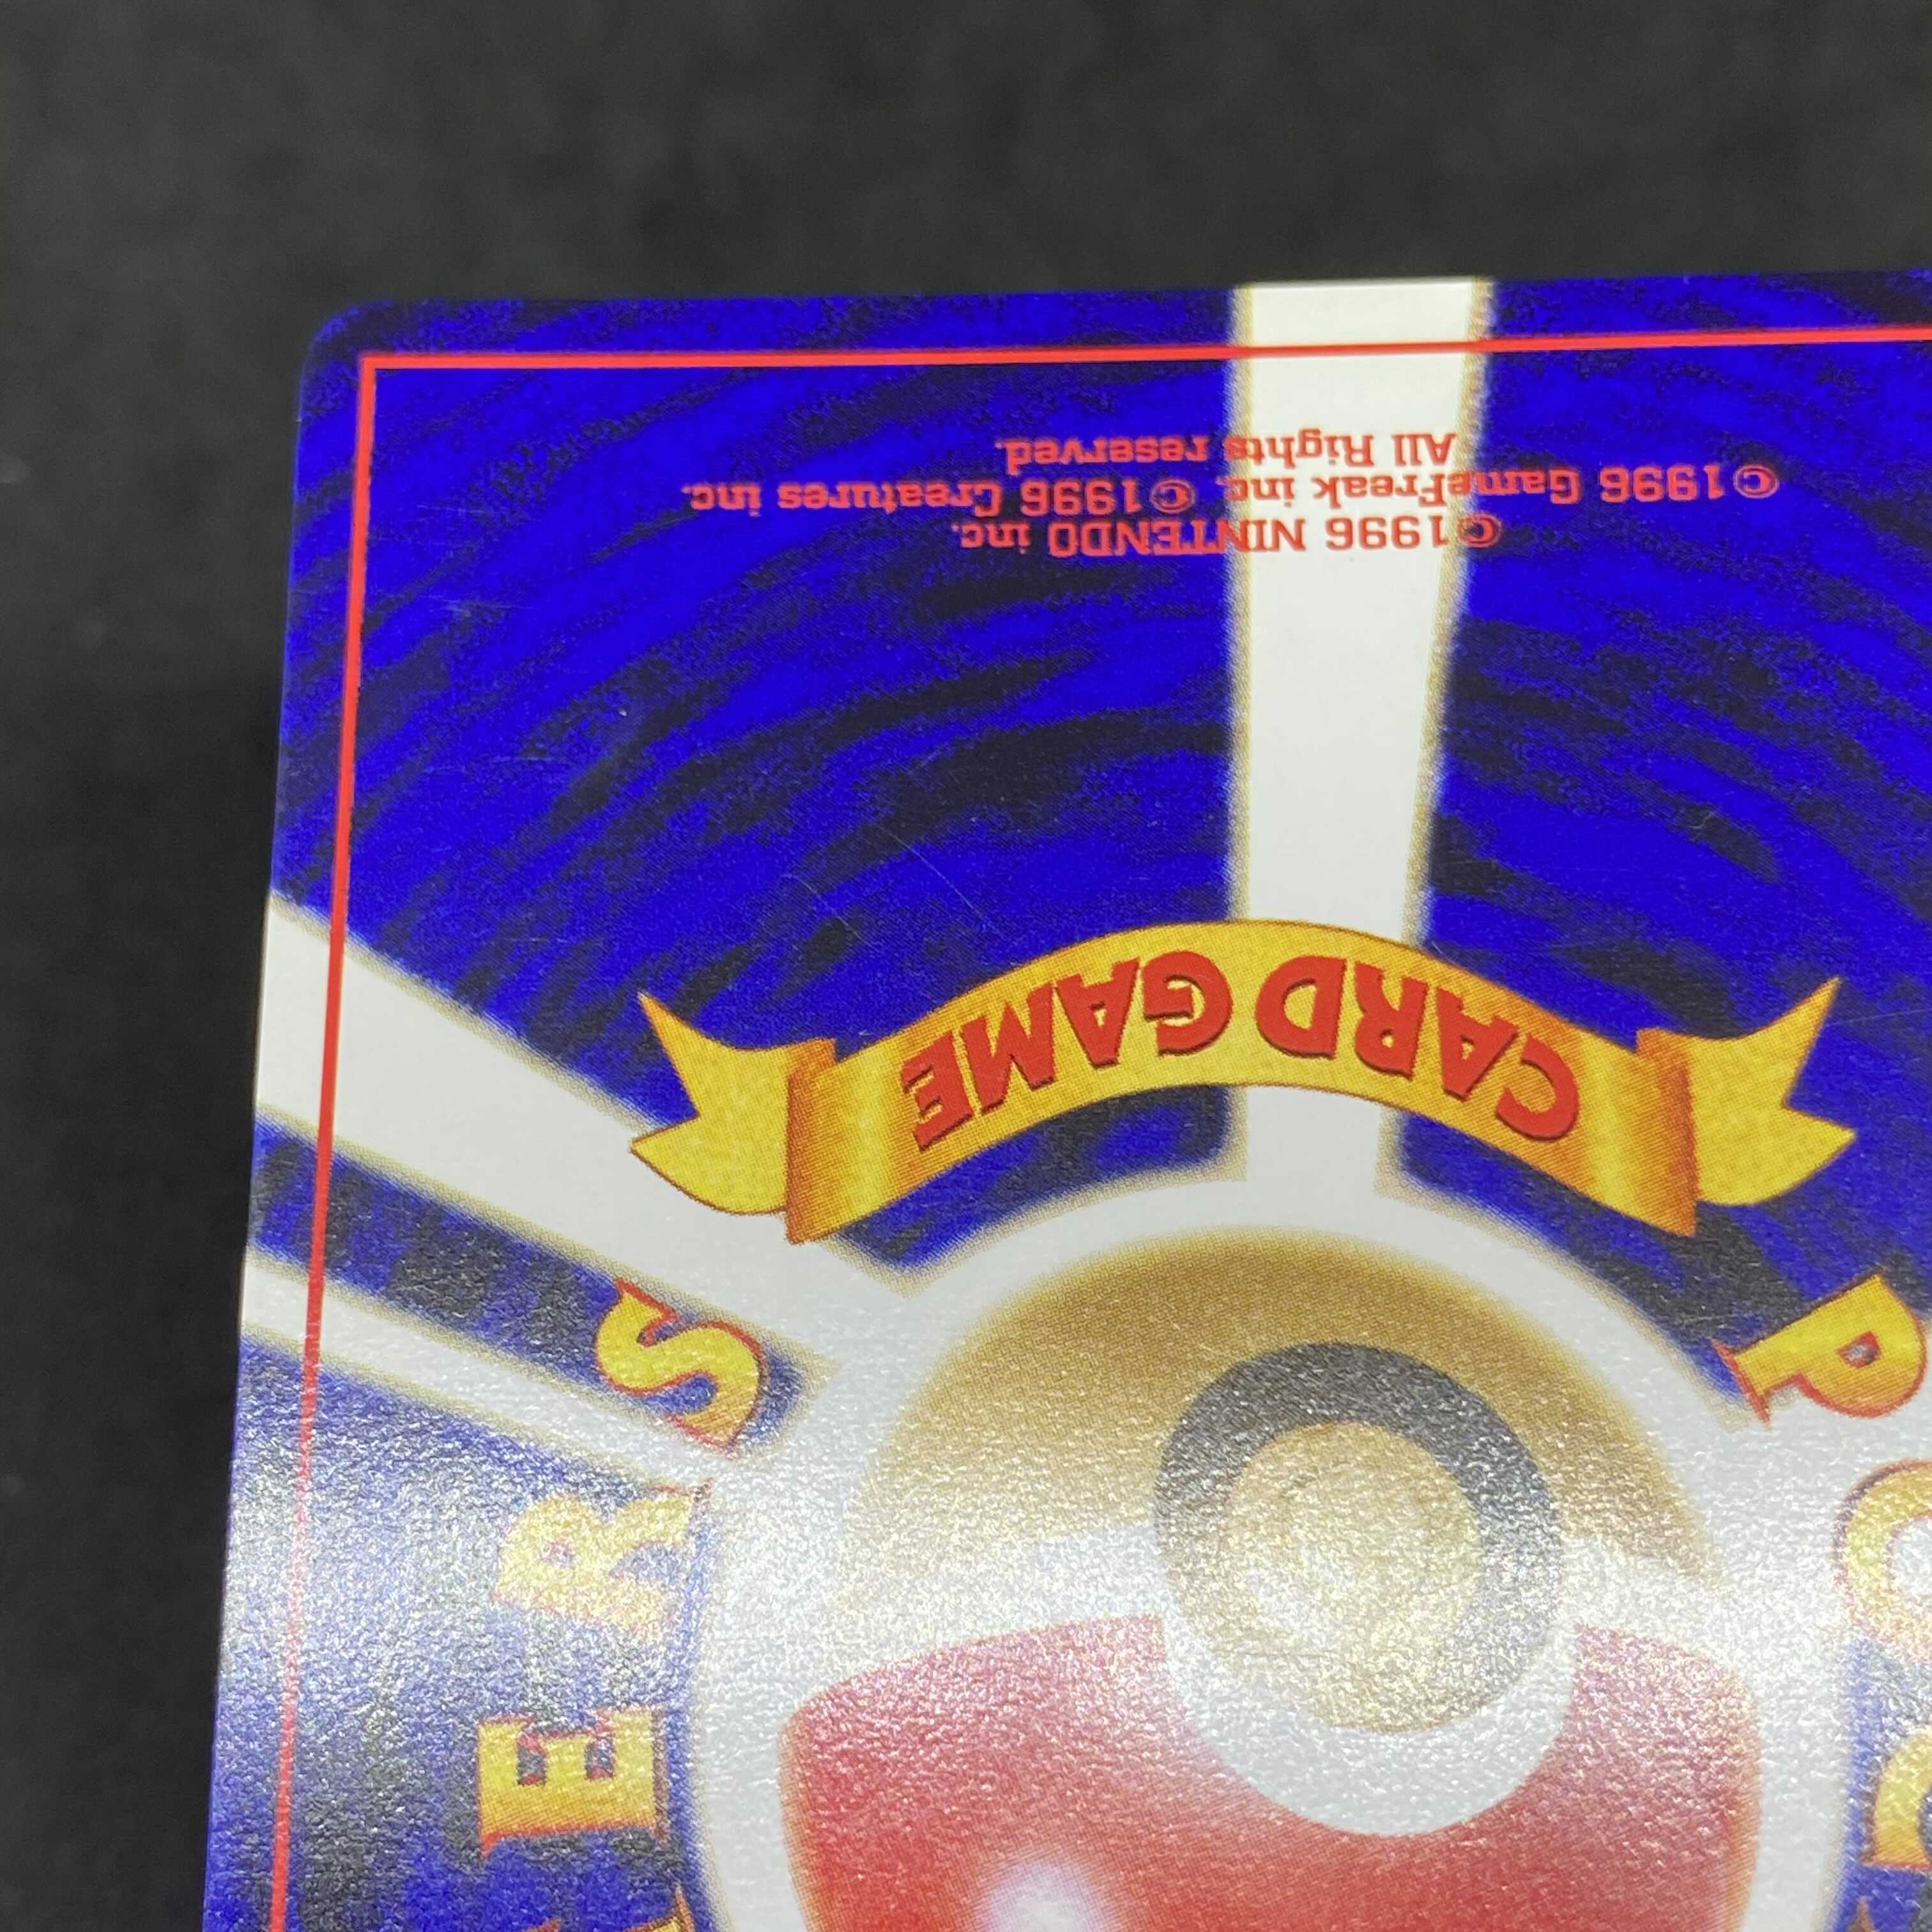 CARD GAME
©1996 NINTENDO inc.
©1996 GameFreak inc. ©1996 Creatures inc.
All Rights reserved.